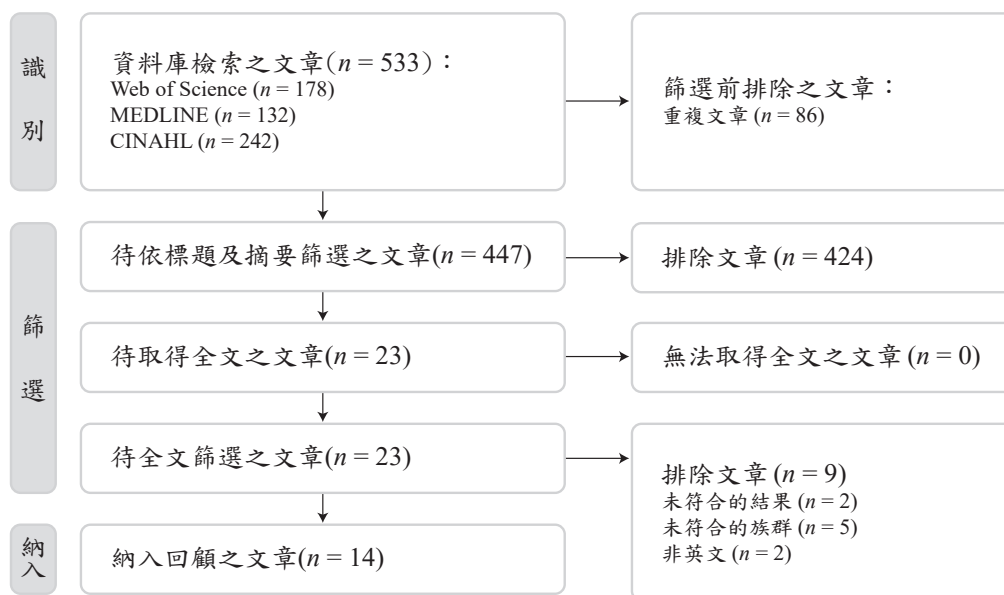 識別
資料庫檢索之文章(n = 533)：
Web of Science (n = 178)
MEDLINE (n = 132)
CINAHL (n = 242)
篩選前排除之文章：
重複文章 (n = 86)
篩選
待依標題及摘要篩選之文章(n = 447)
排除文章 (n = 424)
待取得全文之文章(n = 23)
無法取得全文之文章 (n = 0)
待全文篩選之文章(n = 23)
排除文章 (n = 9)
未符合的結果 (n = 2)
未符合的族群 (n = 5)
非英文 (n = 2)
納入
納入回顧之文章(n = 14)